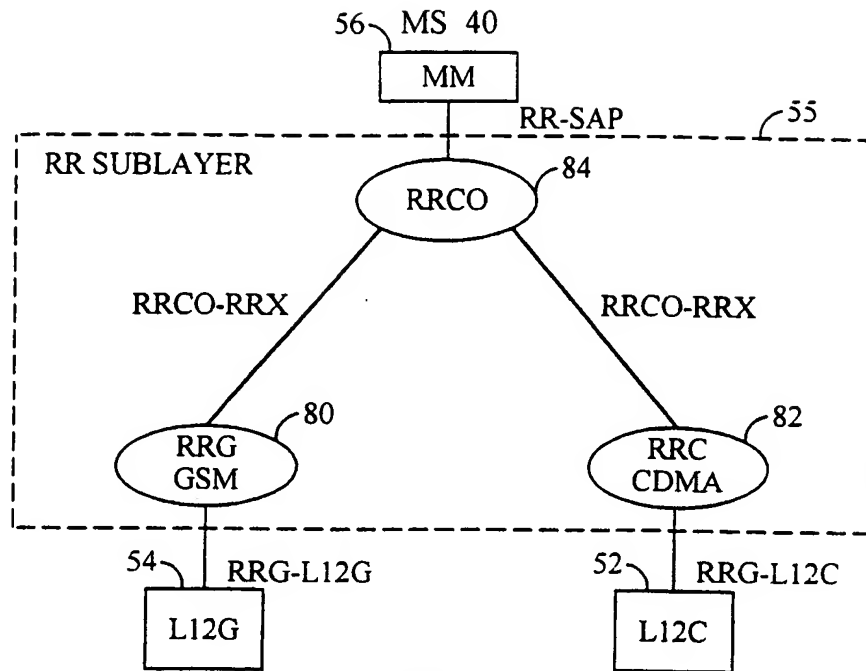 56
MS 40
MM
RR-SAP
55
RR SUBLAYER
84
RRCO
RRCO-RRX
RRCO-RRX
80
82
RRG
GSM
RRC
CDMA
54
RRG-L12G
52
RRG-L12C
L12G
L12C